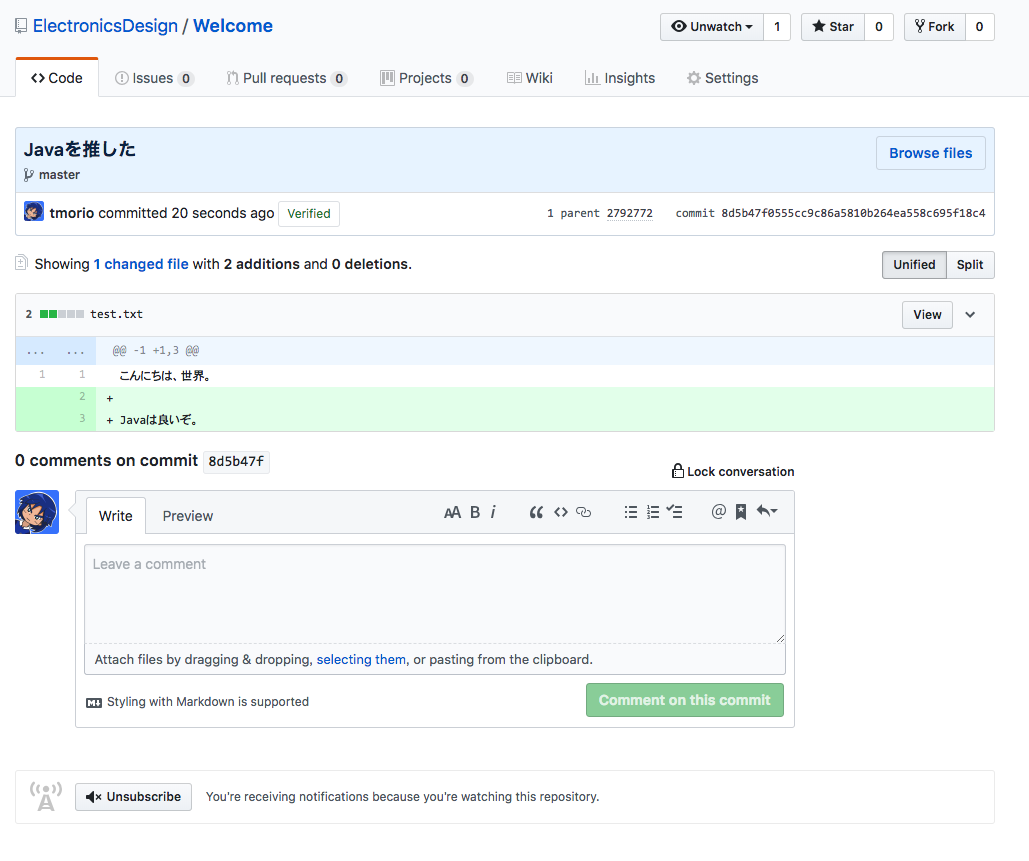 ElectronicsDesign / Welcome
Unwatch 1 Star 0 Fork 0
Code Issues 0 Pull requests 0 Projects 0 Wiki Insights Settings
Javaを推した
Browse files
master
tmorio committed 20 seconds ago Verified 1 parent 2792772 commit 8d5b47f0555cc9c86a5810b264ea558c695f18c4
Showing 1 changed file with 2 additions and 0 deletions.
Unified Split
2 test.txt View
... ... @@ -1 +1,3 @@
1 1 こんにちは、世界。
2 +
3 + Javaは良いぞ。
0 comments on commit 8d5b47f
Lock conversation
Write Preview AA B i
Leave a comment
Attach files by dragging & dropping, selecting them, or pasting from the clipboard.
Styling with Markdown is supported
Comment on this commit
Unsubscribe You're receiving notifications because you're watching this repository.